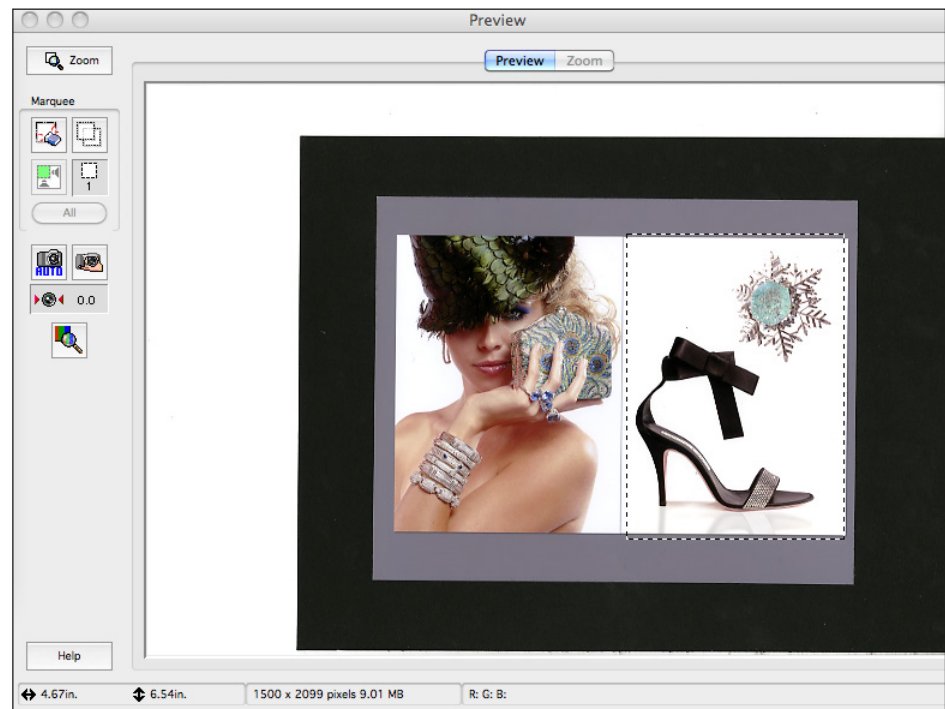 Preview
Zoom
Preview Zoom
Marquee
1
All
AUTO
0.0
Help
4.67in. 6.54in. 1500 x 2099 pixels 9.01 MB R: G: B: